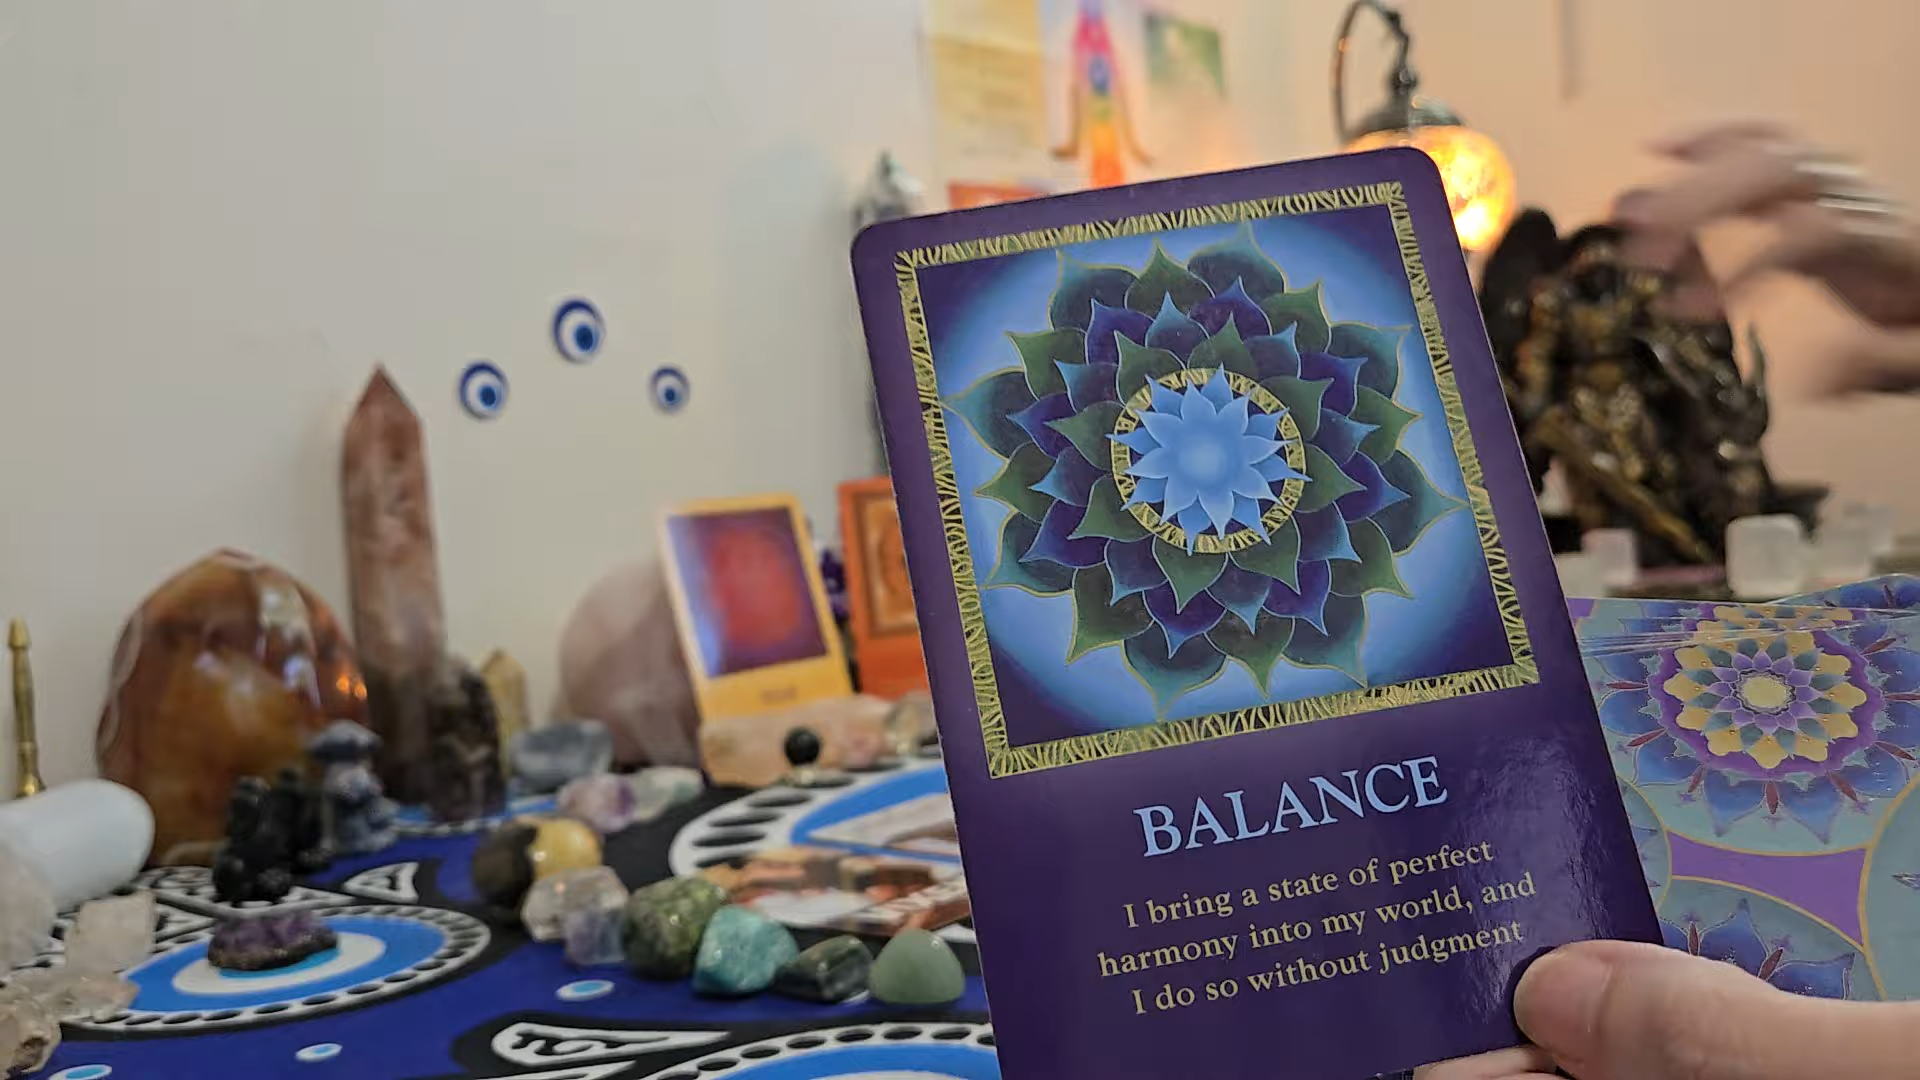 BALANCE
I bring a state of perfect
harmony into my world, and
I do so without judgment